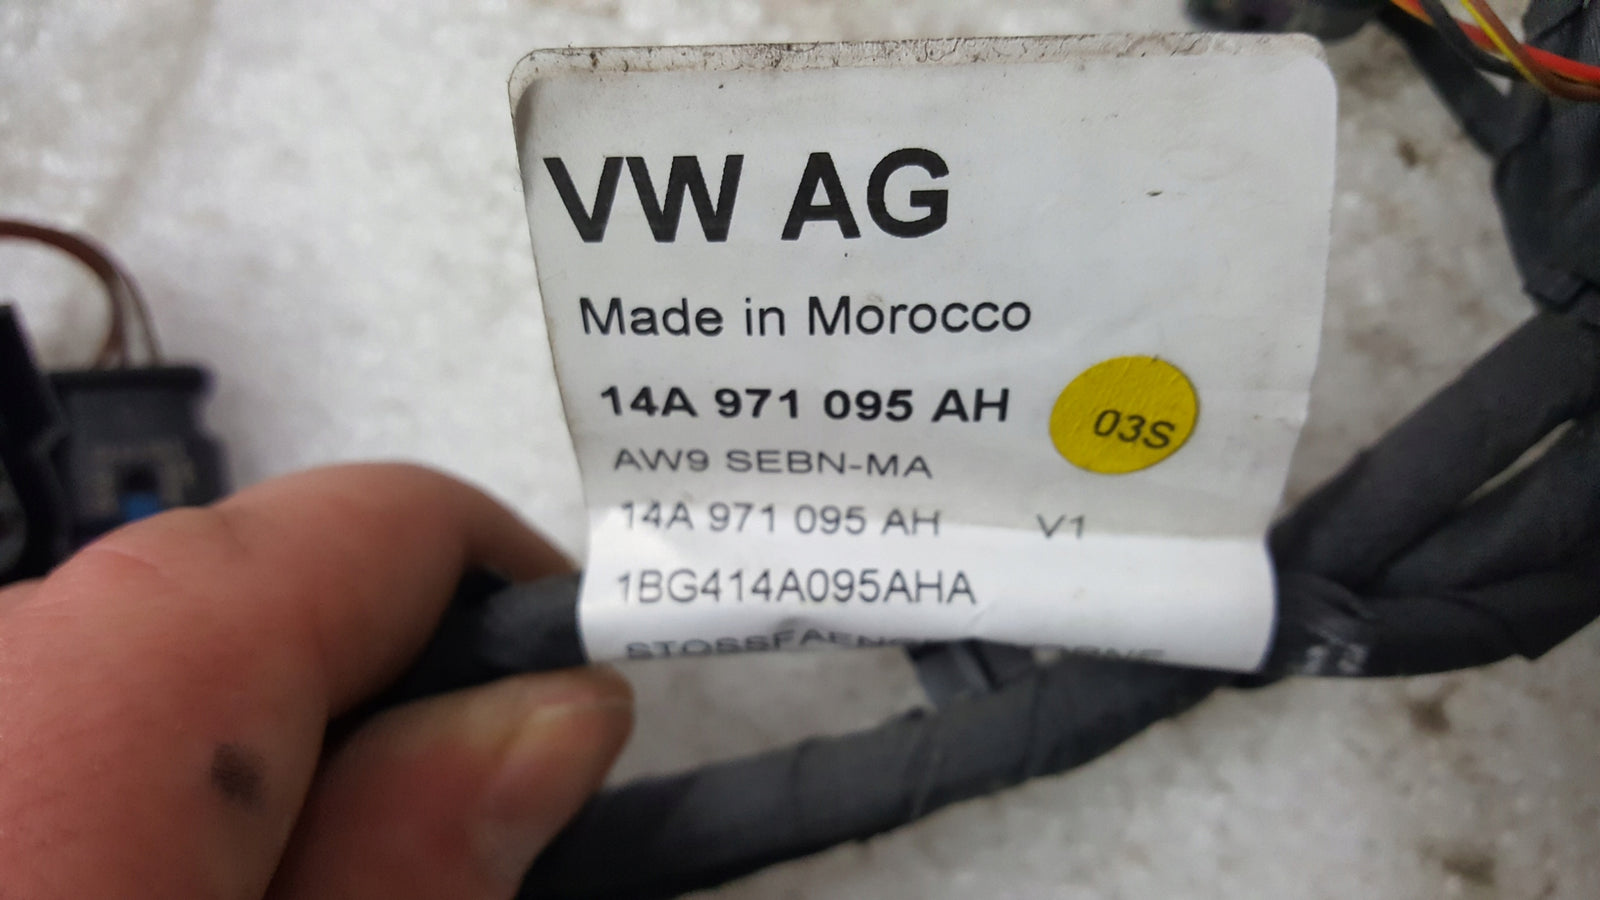 VW AG
Made in Morocco
14A 971 095 AH
03S
AW9 SEBN-MA
14A 971 095 AH V1
1BG414A095AHA